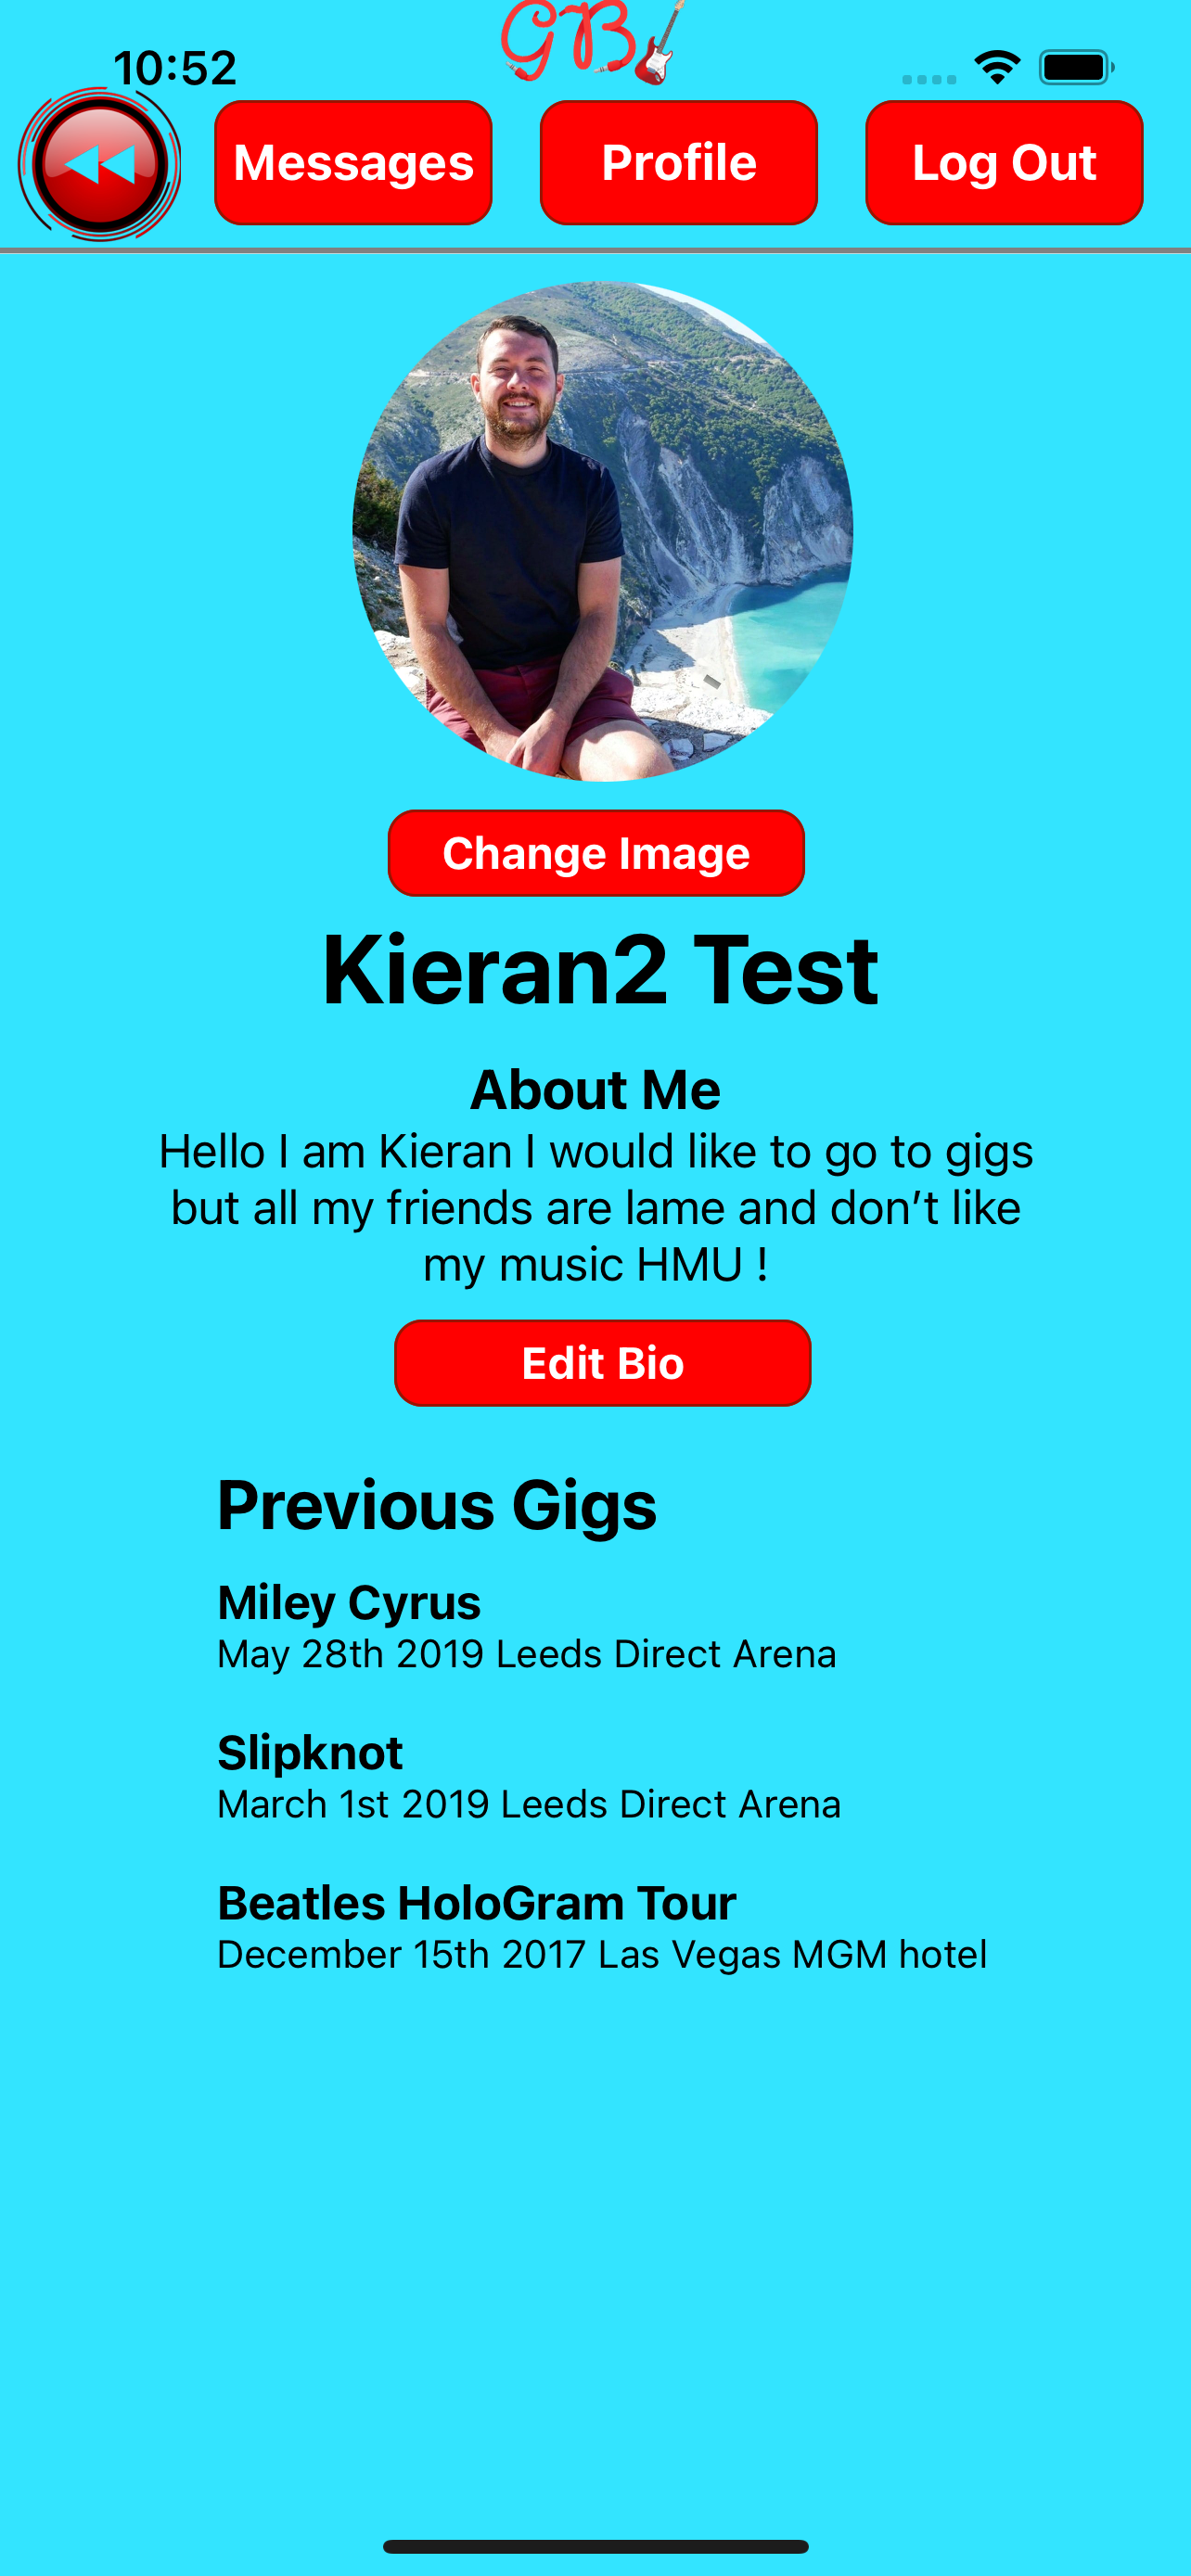 GB
10:52
Messages
Profile
Log Out
Change Image
Kieran2 Test
About Me
Hello I am Kieran I would like to go to gigs
but all my friends are lame and don’t like
my music HMU !
Edit Bio
Previous Gigs
Miley Cyrus
May 28th 2019 Leeds Direct Arena
Slipknot
March 1st 2019 Leeds Direct Arena
Beatles HoloGram Tour
December 15th 2017 Las Vegas MGM hotel